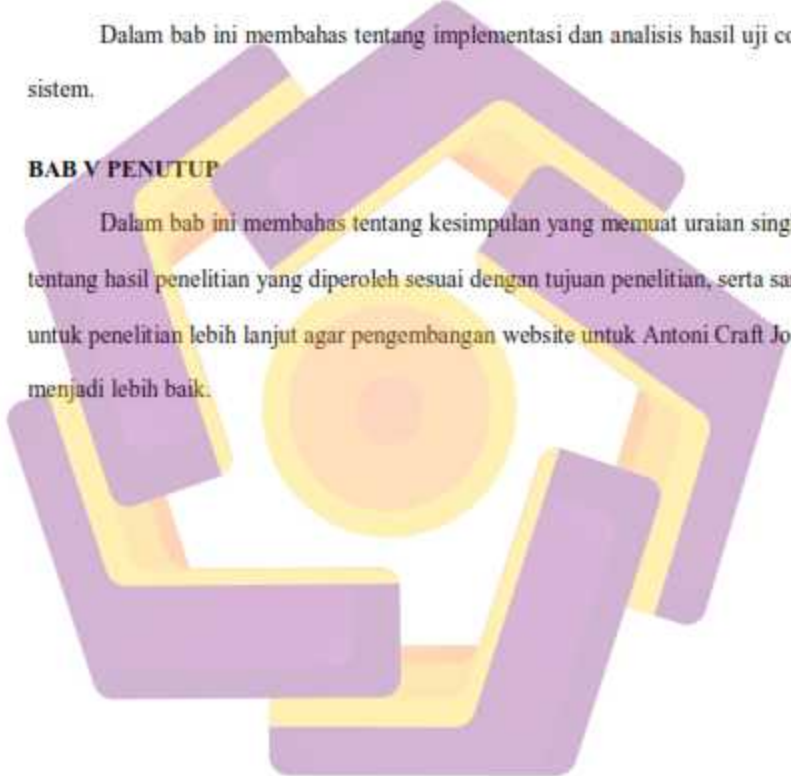 Dalam bab ini membahas tentang implementasi dan analisis hasil uji co
sistem.
BAB V PENUTUP
Dalam bab ini membahas tentang kesimpulan yang memuat uraian sing
tentang hasil penelitian yang diperoleh sesuai dengan tujuan penelitian, serta sa
untuk penelitian lebih lanjut agar pengembangan website untuk Antoni Craft Jo
menjadi lebih baik.